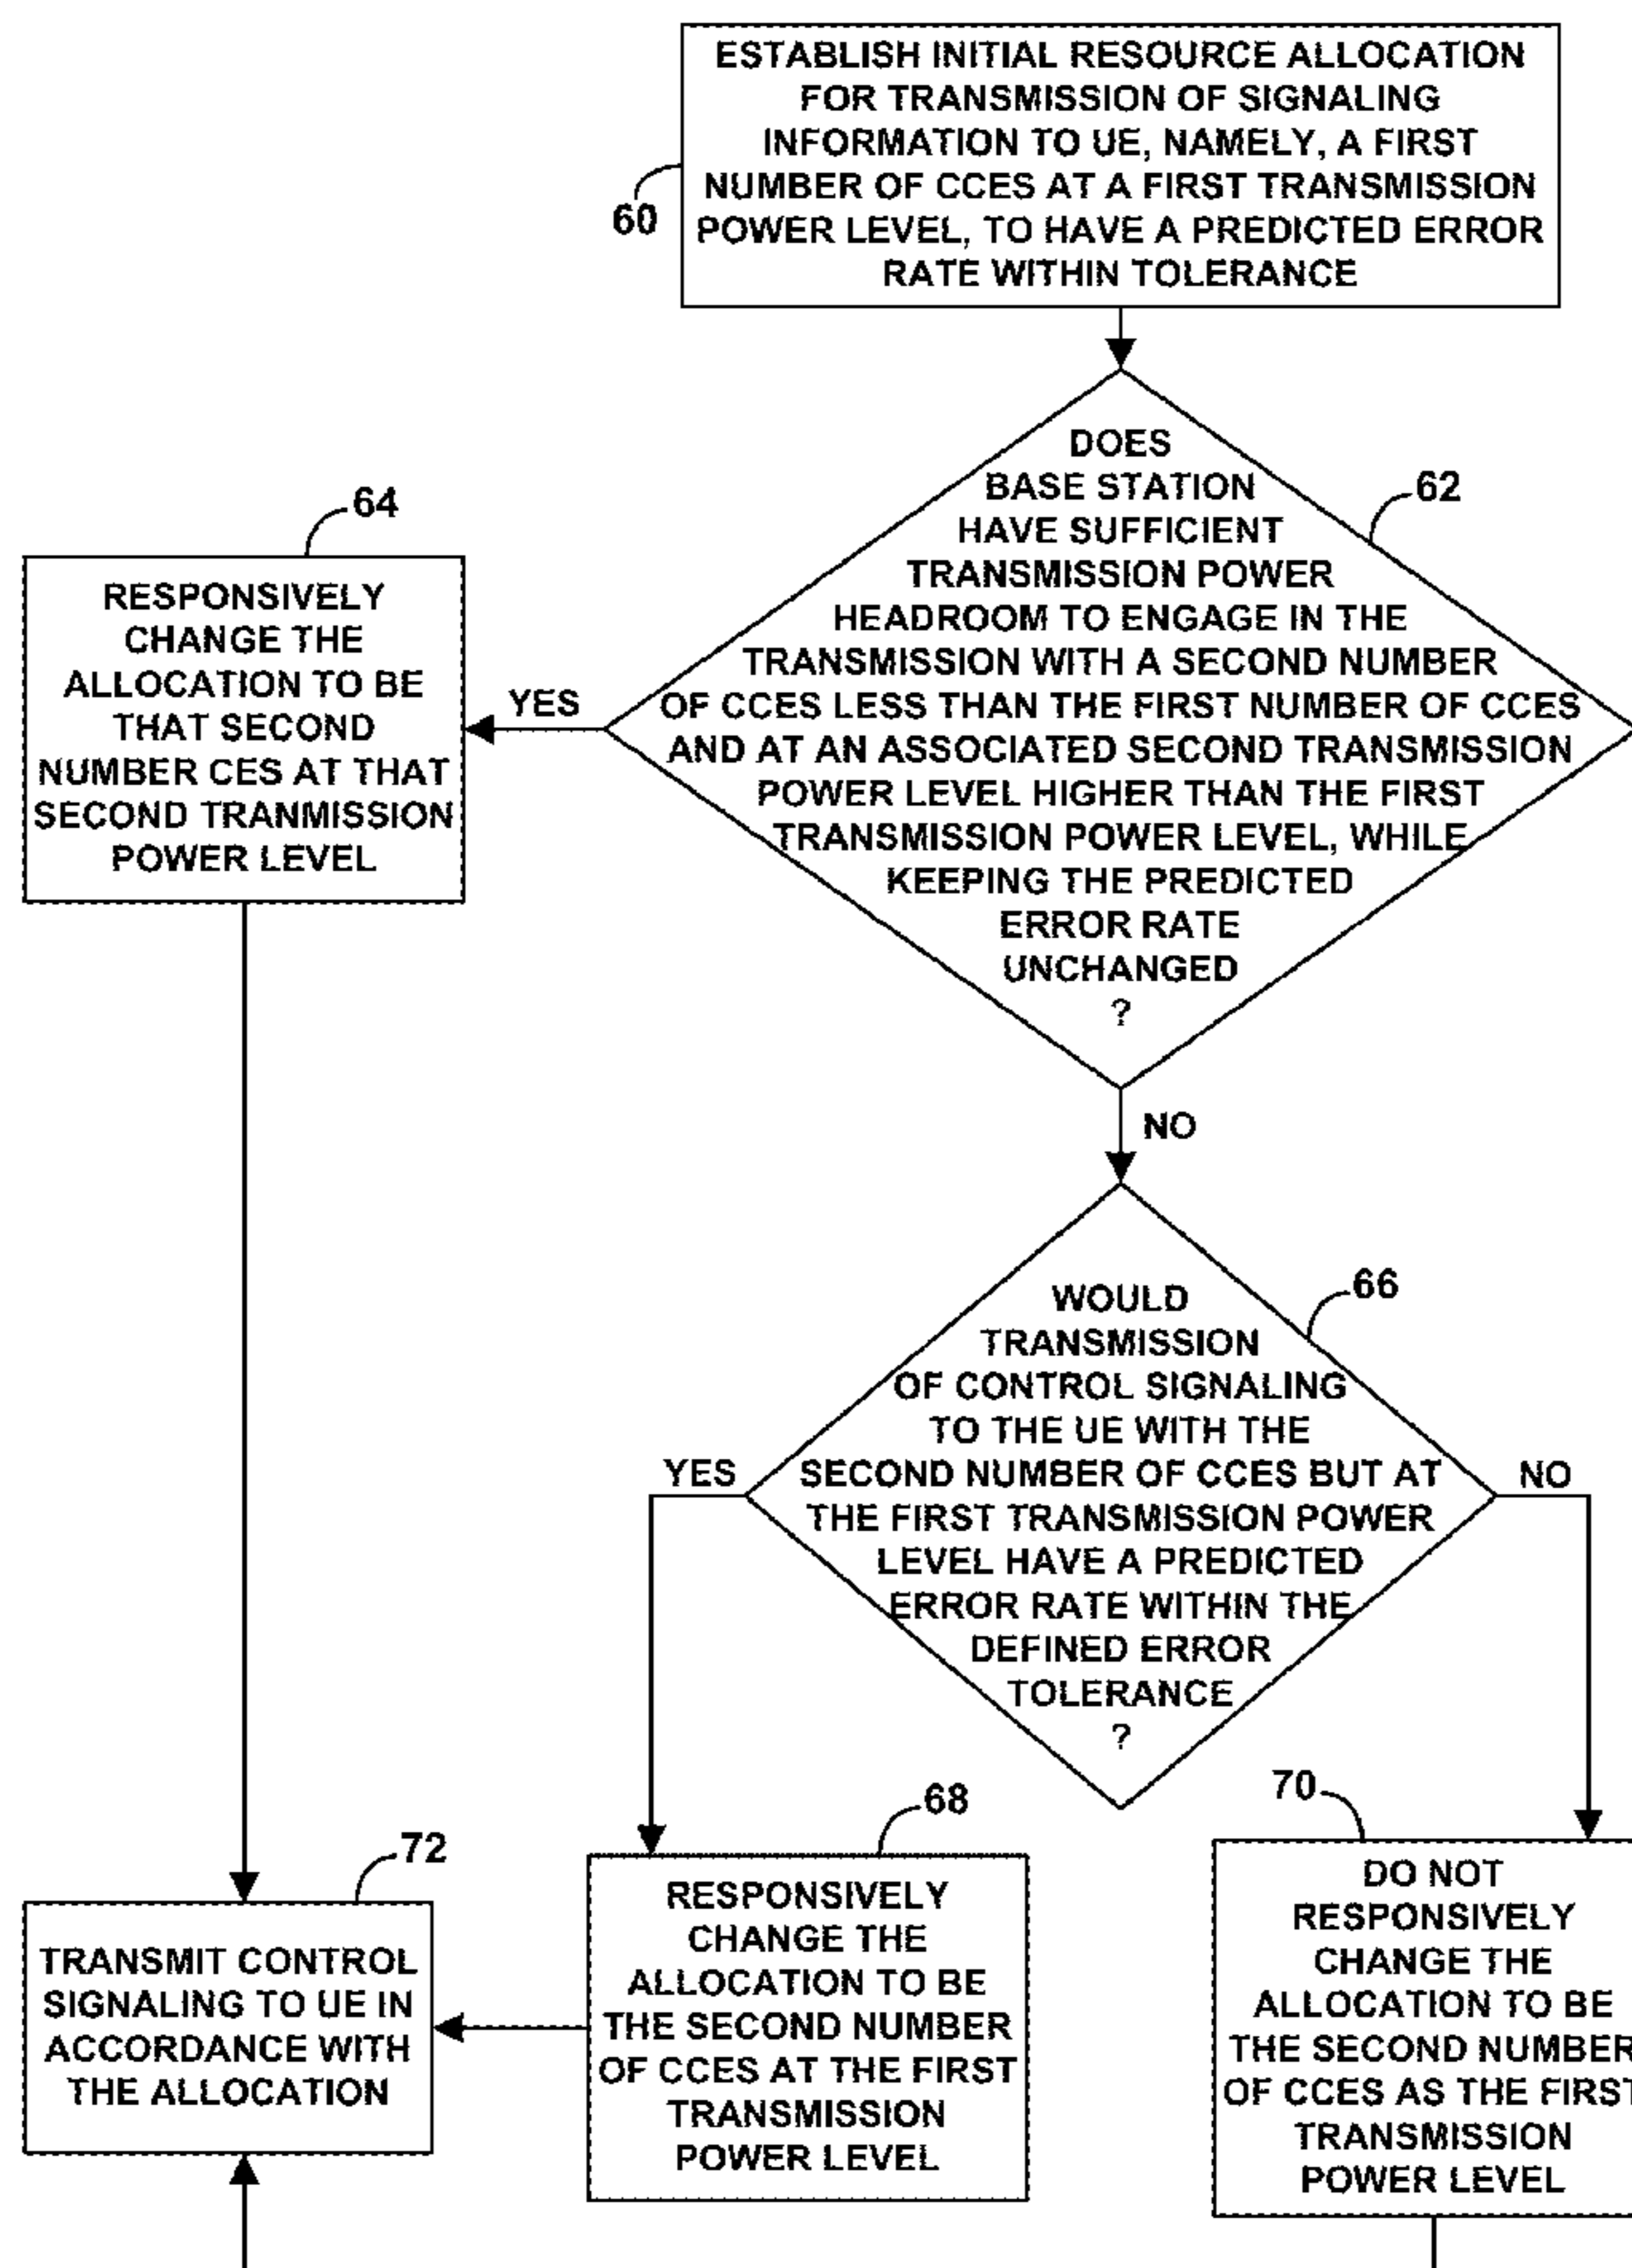 ESTABLISH INITIAL RESOURCE ALLOCATION
FOR TRANSMISSION OF SIGNALING
INFORMATION TO UE, NAMELY, A FIRST
NUMBER OF CCES AT A FIRST TRANSMISSION
POWER LEVEL, TO HAVE A PREDICTED ERROR
RATE WITHIN TOLERANCE
60
DOES
BASE STATION
HAVE SUFFICIENT
TRANSMISSION POWER
HEADROOM TO ENGAGE IN THE
TRANSMISSION WITH A SECOND NUMBER
OF CCES LESS THAN THE FIRST NUMBER OF CCES
AND AT AN ASSOCIATED SECOND TRANSMISSION
POWER LEVEL HIGHER THAN THE FIRST
TRANSMISSION POWER LEVEL, WHILE
KEEPING THE PREDICTED
ERROR RATE
UNCHANGED
?
62
YES
64
RESPONSIVELY
CHANGE THE
ALLOCATION TO BE
THAT SECOND
NUMBER CES AT THAT
SECOND TRANMISSION
POWER LEVEL
NO
WOULD
TRANSMISSION
OF CONTROL SIGNALING
TO THE UE WITH THE
SECOND NUMBER OF CCES BUT AT
THE FIRST TRANSMISSION POWER
LEVEL HAVE A PREDICTED
ERROR RATE WITHIN THE
DEFINED ERROR
TOLERANCE
?
66
YES
NO
68
RESPONSIVELY
CHANGE THE
ALLOCATION TO BE
THE SECOND NUMBER
OF CCES AT THE FIRST
TRANSMISSION
POWER LEVEL
70
DO NOT
RESPONSIVELY
CHANGE THE
ALLOCATION TO BE
THE SECOND NUMBER
OF CCES AS THE FIRST
TRANSMISSION
POWER LEVEL
72
TRANSMIT CONTROL
SIGNALING TO UE IN
ACCORDANCE WITH
THE ALLOCATION